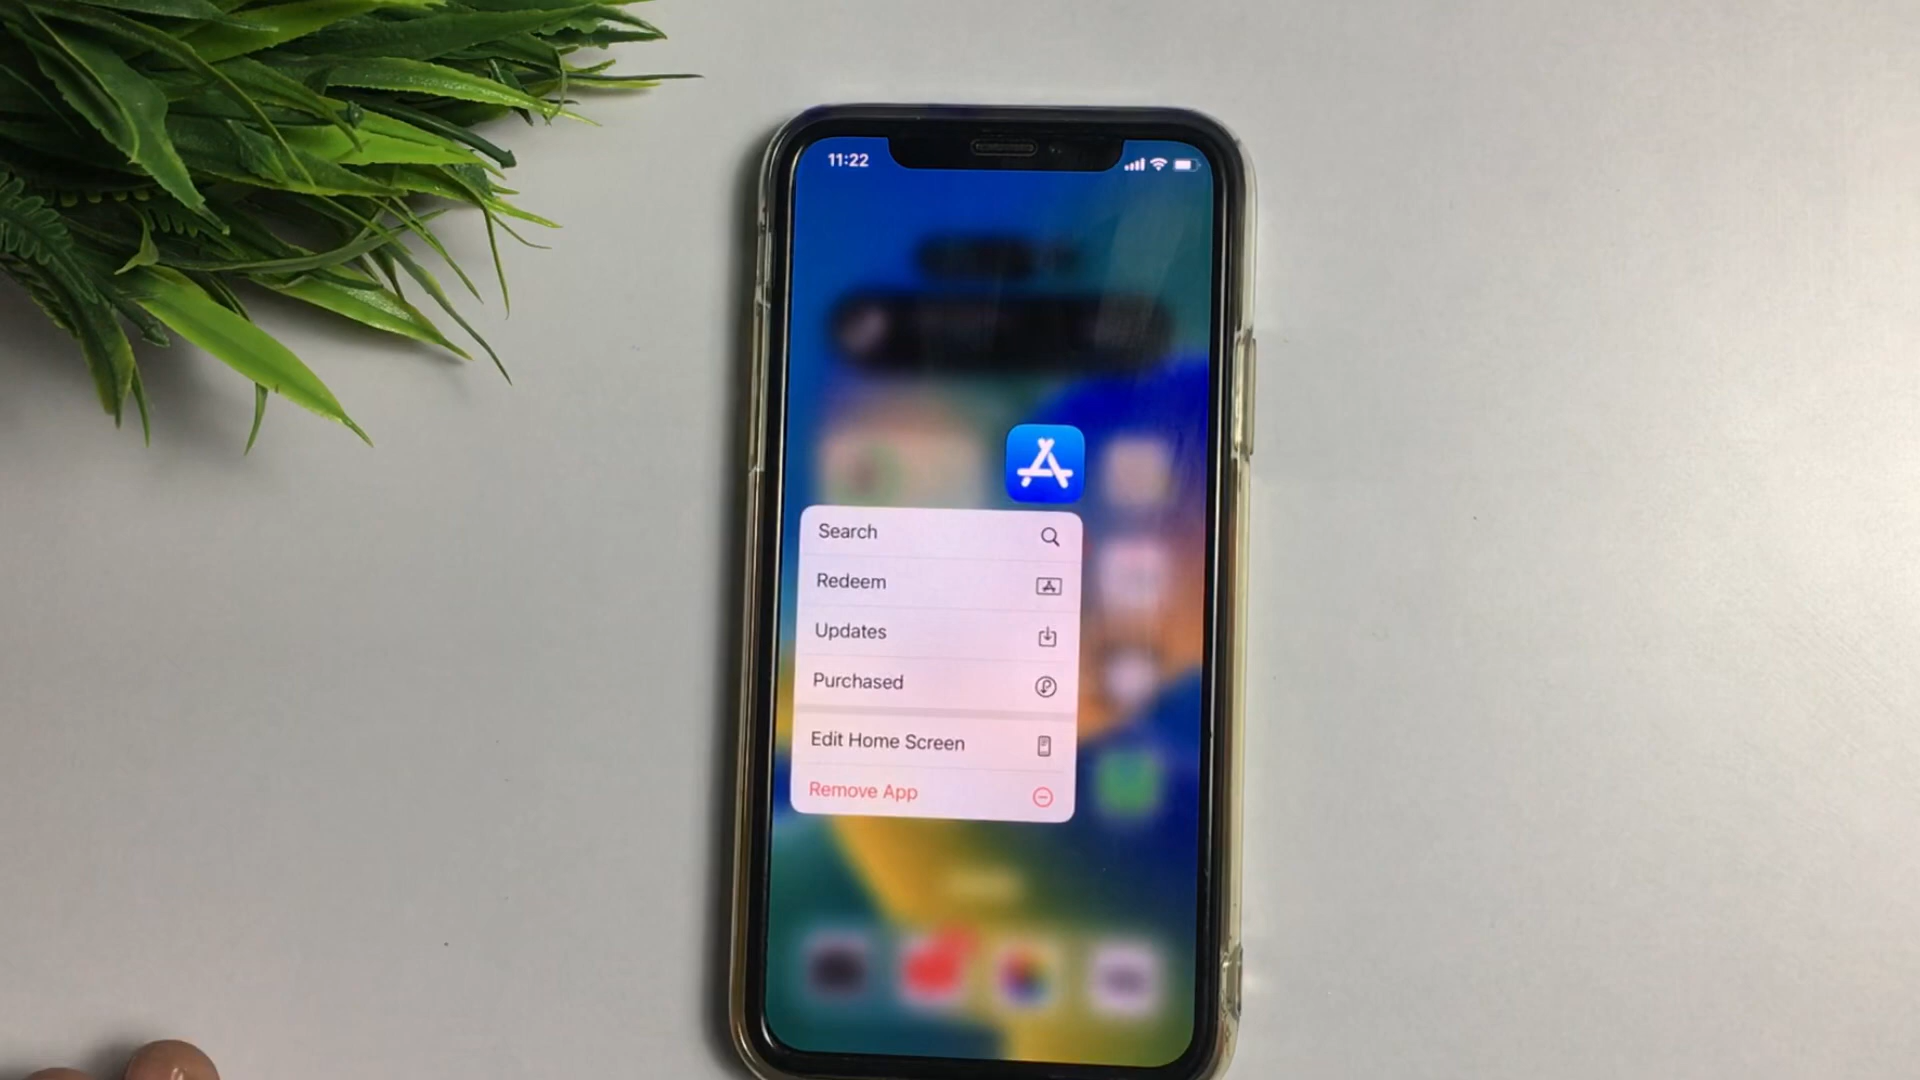 11:22
Search
Redeem
Updates
Purchased
Edit Home Screen
Remove App